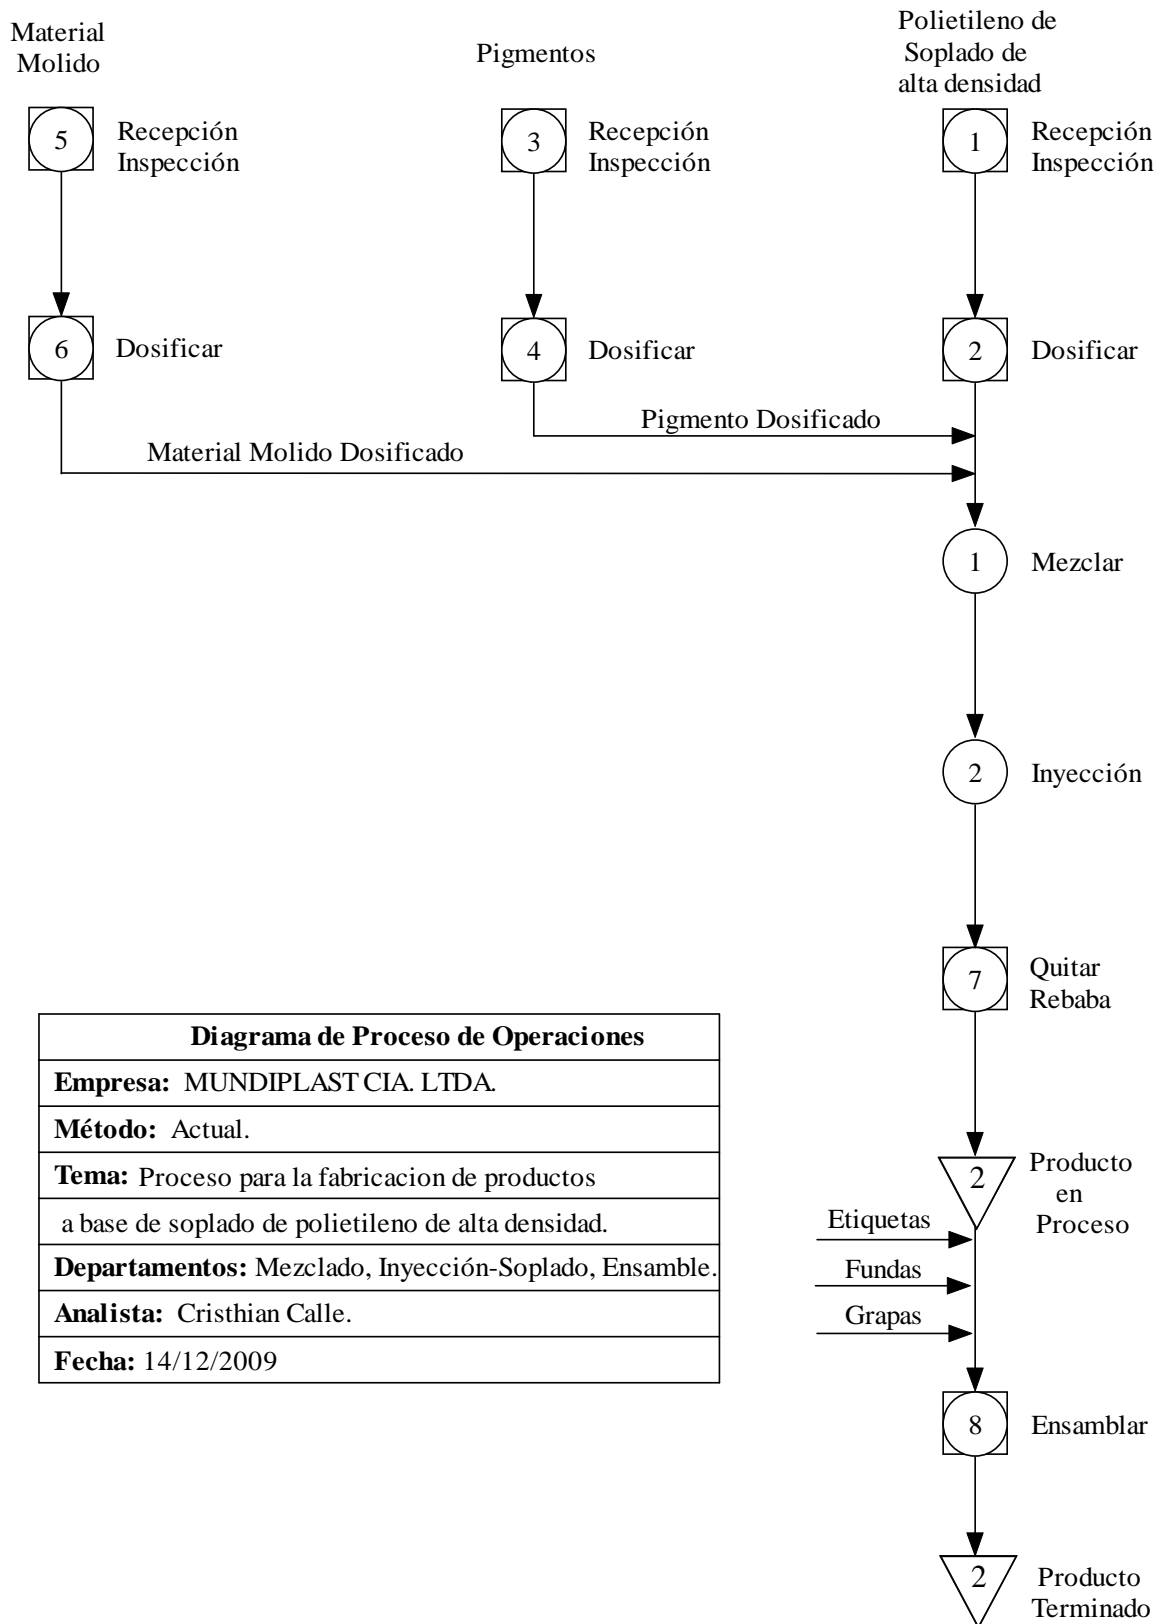 Material
Molido
Pigmentos
Polietileno de
Soplado de
alta densidad
5
Recepción
Inspección
3
Recepción
Inspección
1
Recepción
Inspección
6
Dosificar
4
Dosificar
2
Dosificar
Pigmento Dosificado
Material Molido Dosificado
1
Mezclar
2
Inyección
7
Quitar
Rebaba
2
Producto
en
Proceso
Etiquetas
Fundas
Grapas
8
Ensamblar
2
Producto
Terminado
Diagrama de Proceso de Operaciones
Empresa: MUNDIPLAST CIA. LTDA.
Método: Actual.
Tema: Proceso para la fabricacion de productos
a base de soplado de polietileno de alta densidad.
Departamentos: Mezclado, Inyección-Soplado, Ensamble.
Analista: Cristhian Calle.
Fecha: 14/12/2009